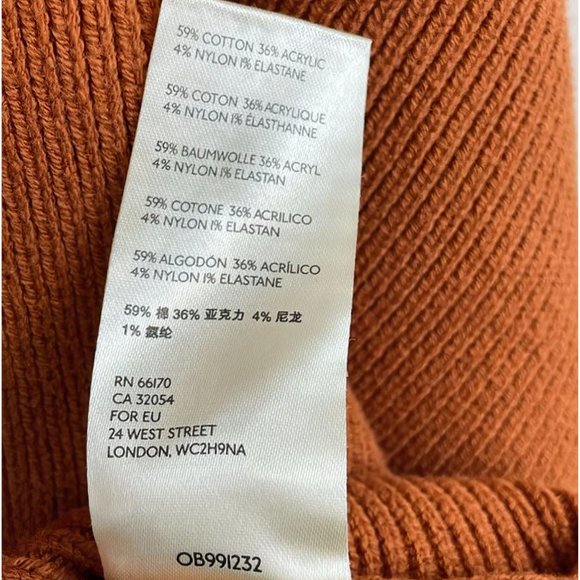 59% COTTON 36% ACRYLIC
4% NYLON 1% ELASTANE
59% COTON 36% ACRYLIQUE
4% NYLON 1% ÉLASTHANNE
59% BAUMWOLLE 36% ACRYL
4% NYLON 1% ELASTAN
59% COTONE 36% ACRILICO
4% NYLON 1% ELASTAN
59% ALGODÓN 36% ACRÍLICO
4% NYLON 1% ELASTANE
59% 棉 36% 亚克力 4% 尼龙
1% 氨纶
RN 66170
CA 32054
FOR EU
24 WEST STREET
LONDON, WC2H9NA
OB991232